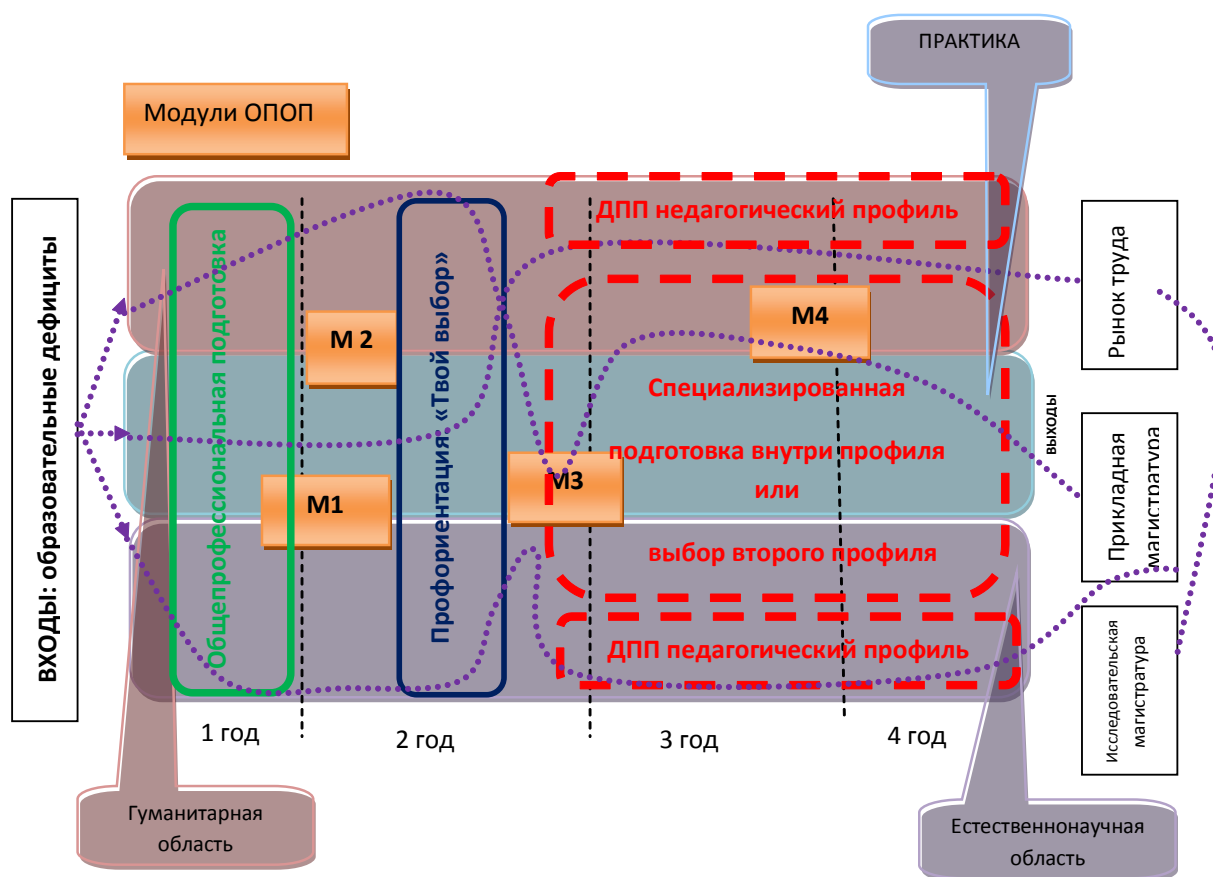 ПРАКТИКА
Модули ОПОП
ВХОДЫ: образовательные дефициты
Общепрофессиональная подготовка
М 2
М1
Профориентация «Твой выбор»
М3
М4
ДПП недагогический профиль
Специализированная
подготовка внутри профиля
или
выбор второго профиля
ДПП педагогический профиль
выходы
Рынок труда
Прикладная
магистратура
Исследовательская
магистратура
1 год
2 год
3 год
4 год
Гуманитарная
область
Естественнонаучная
область